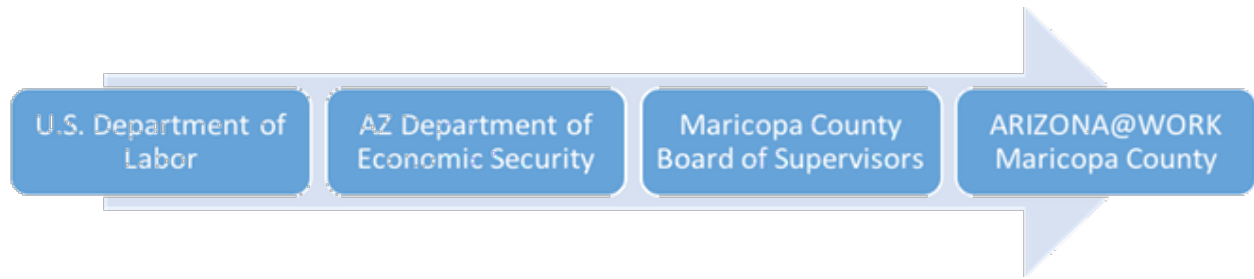 U.S. Department of
Labor
AZ Department of
Economic Security
Maricopa County
Board of Supervisors
ARIZONA@WORK
Maricopa County